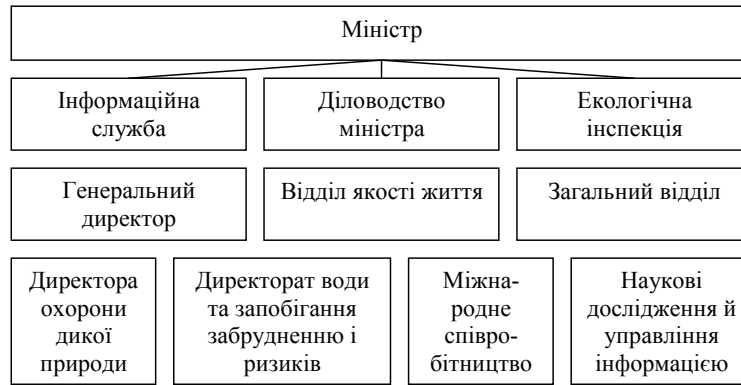 Міністр
Інформаційна
служба
Діловодство
міністра
Екологічна
інспекція
Генеральний
директор
Відділ якості життя
Загальний відділ
Директора
охорони
дикої
природи
Директорат води
та запобігання
забрудненню і
ризиків
Міжна-
родне
співро-
бітництво
Наукові
дослідження й
управління
інформацією